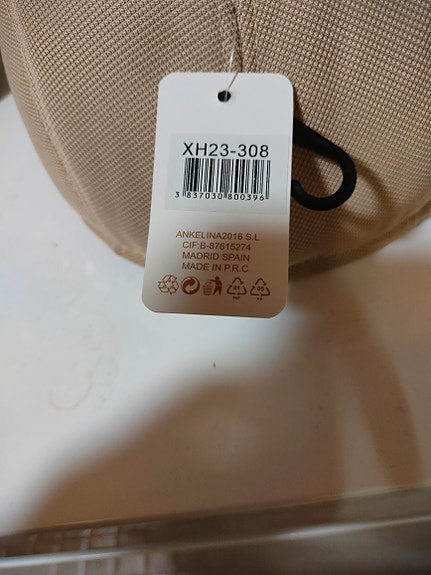 XH23-308
3 837030 800396
ANKELINA2016 S.L
CIF:B-87615274
MADRID SPAIN
MADE IN P.R.C